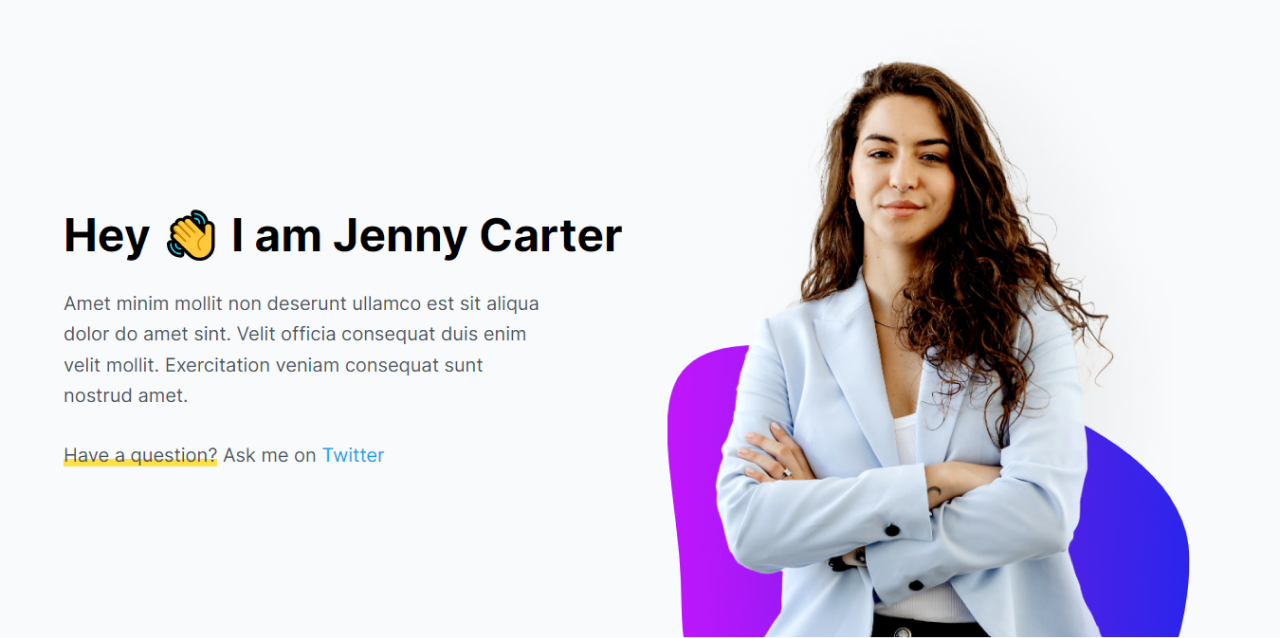 Hey 👋 I am Jenny Carter
Amet minim mollit non deserunt ullamco est sit aliqua
dolor do amet sint. Velit officia consequat duis enim
velit mollit. Exercitation veniam consequat sunt
nostrud amet.
Have a question? Ask me on Twitter